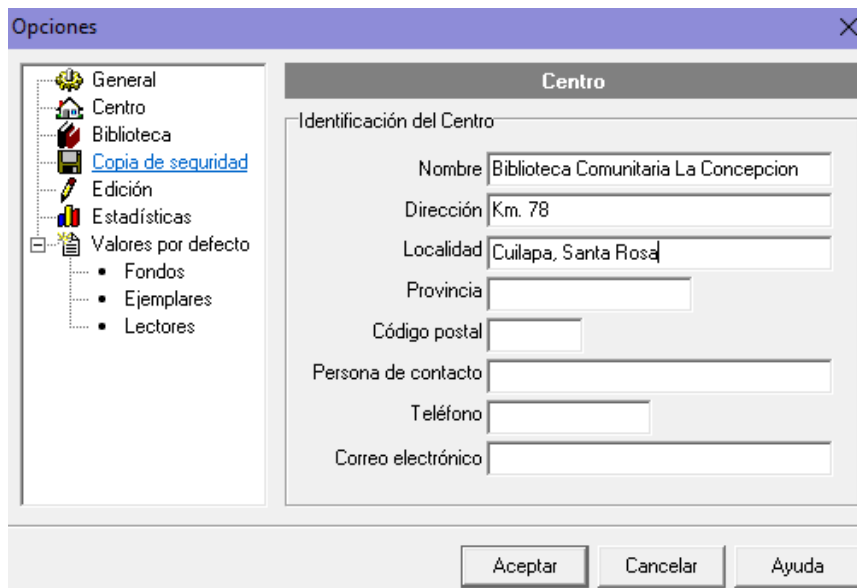 Opciones
General
Centro
Biblioteca
Copia de seguridad
Edición
Estadísticas
Valores por defecto
Fondos
Ejemplares
Lectores
Centro
Identificación del Centro
Nombre Biblioteca Comunitaria La Concepcion
Dirección Km. 78
Localidad Cuilapa, Santa Rosa
Provincia
Código postal
Persona de contacto
Teléfono
Correo electrónico
Aceptar Cancelar Ayuda